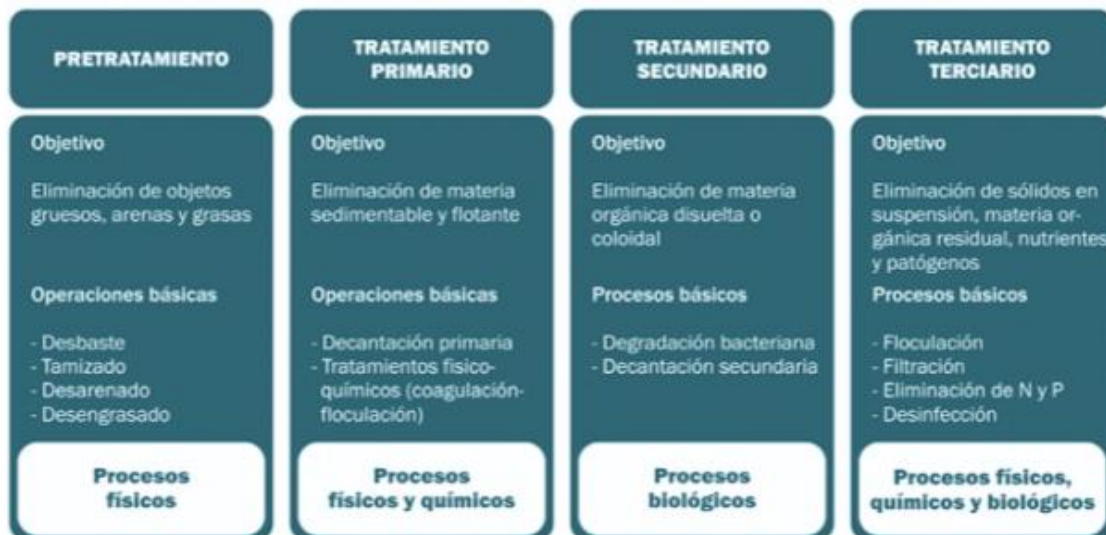 PRETRATAMIENTO
Objetivo
Eliminación de objetos
gruesos, arenas y grasas
Operaciones básicas
- Desbaste
- Tamizado
- Desarenado
- Desengrasado
Procesos
físicos
TRATAMIENTO
PRIMARIO
Objetivo
Eliminación de materia
sedimentable y flotante
Operaciones básicas
- Decantación primaria
- Tratamientos fisico-
químicos (coagulación-
floculación)
Procesos
físicos y químicos
TRATAMIENTO
SECUNDARIO
Objetivo
Eliminación de materia
orgánica disuelta o
coloidal
Procesos básicos
- Degradación bacteriana
- Decantación secundaria
Procesos
biológicos
TRATAMIENTO
TERCIARIO
Objetivo
Eliminación de sólidos en
suspensión, materia or-
gánica residual, nutrientes
y patógenos
Procesos básicos
- Floculación
- Filtración
- Eliminación de N y P
- Desinfección
Procesos físicos,
químicos y biológicos